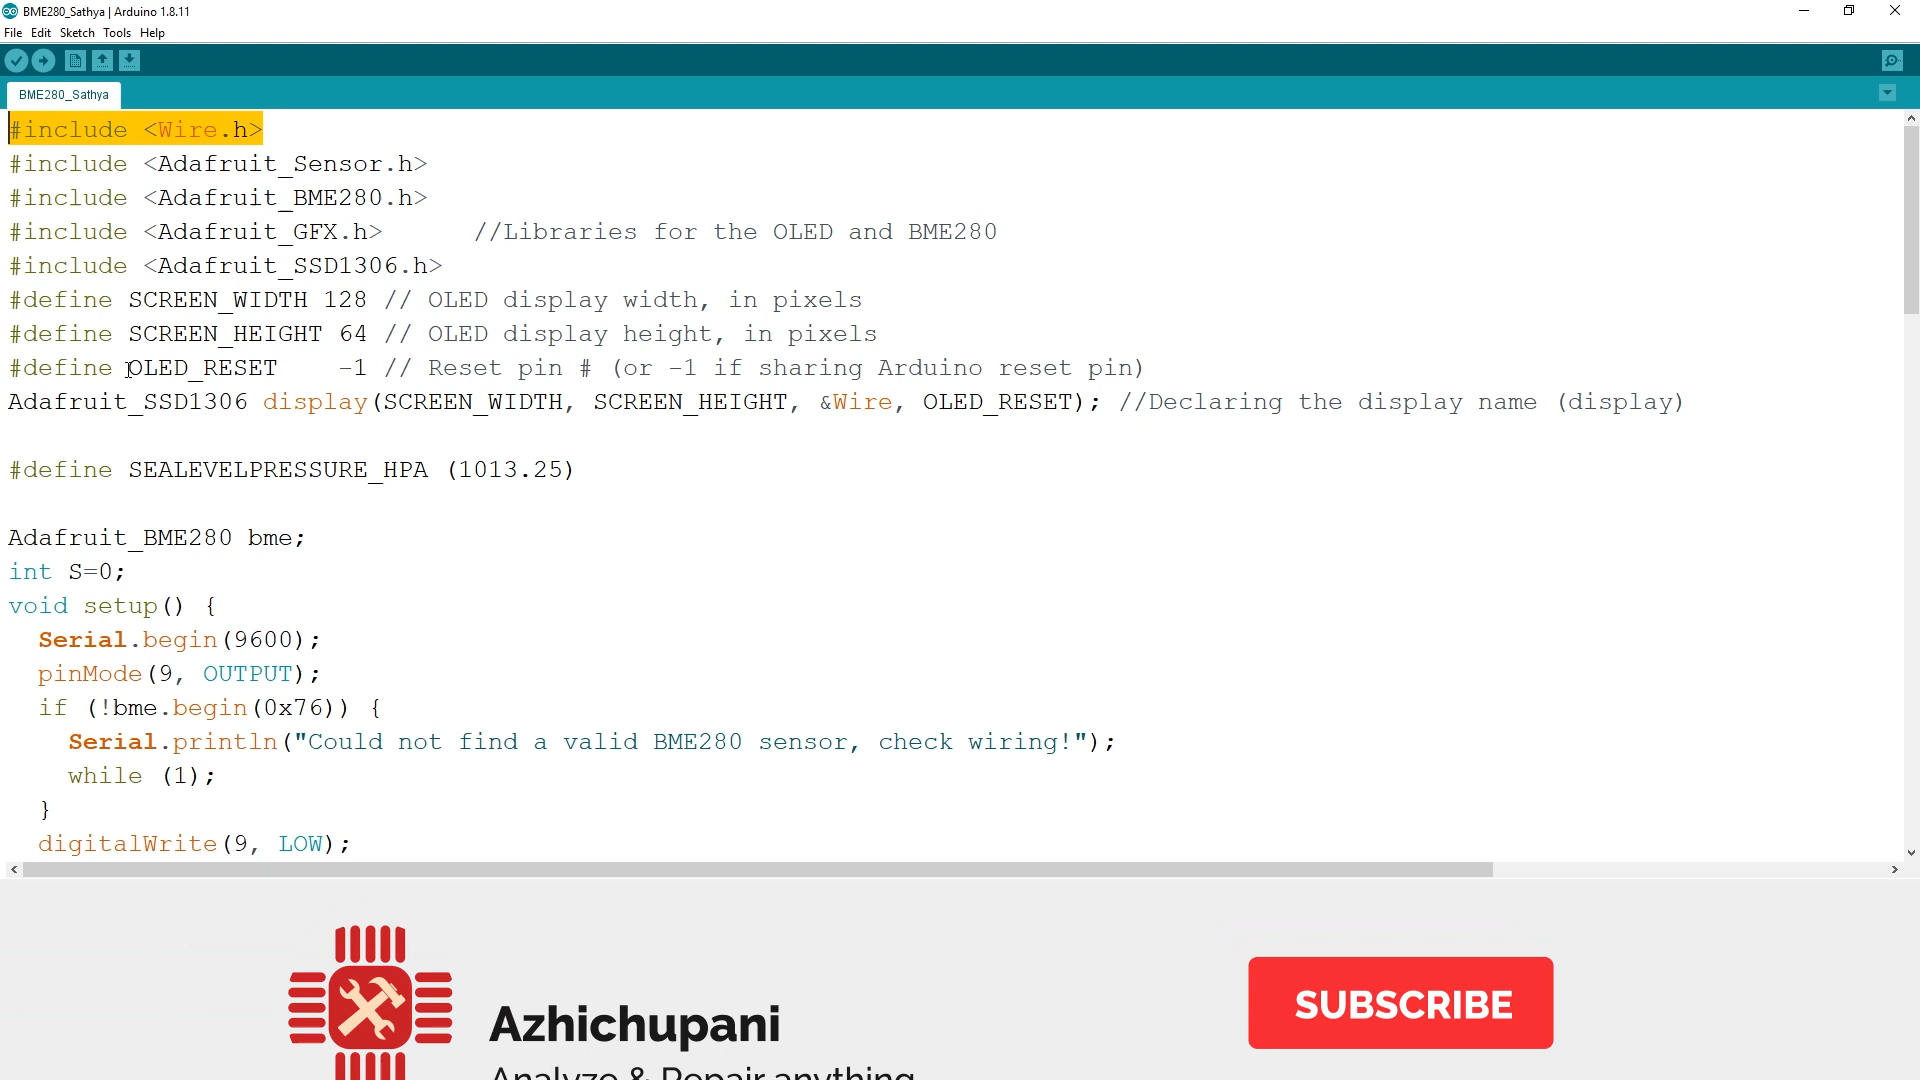 BME280_Sathya | Arduino 1.8.11
File Edit Sketch Tools Help
BME280_Sathya
#include <Wire.h>
#include <Adafruit_Sensor.h>
#include <Adafruit_BME280.h>
#include <Adafruit_GFX.h>      //Libraries for the OLED and BME280
#include <Adafruit_SSD1306.h>
#define SCREEN_WIDTH 128 // OLED display width, in pixels
#define SCREEN_HEIGHT 64 // OLED display height, in pixels
#define OLED_RESET    -1 // Reset pin # (or -1 if sharing Arduino reset pin)
Adafruit_SSD1306 display(SCREEN_WIDTH, SCREEN_HEIGHT, &Wire, OLED_RESET); //Declaring the display name (display)
#define SEALEVELPRESSURE_HPA (1013.25)
Adafruit_BME280 bme;
int S=0;
void setup() {
  Serial.begin(9600);
  pinMode(9, OUTPUT);
  if (!bme.begin(0x76)) {
    Serial.println("Could not find a valid BME280 sensor, check wiring!");
    while (1);
  }
  digitalWrite(9, LOW);
Azhichupani
SUBSCRIBE
Analyze & Repair anything